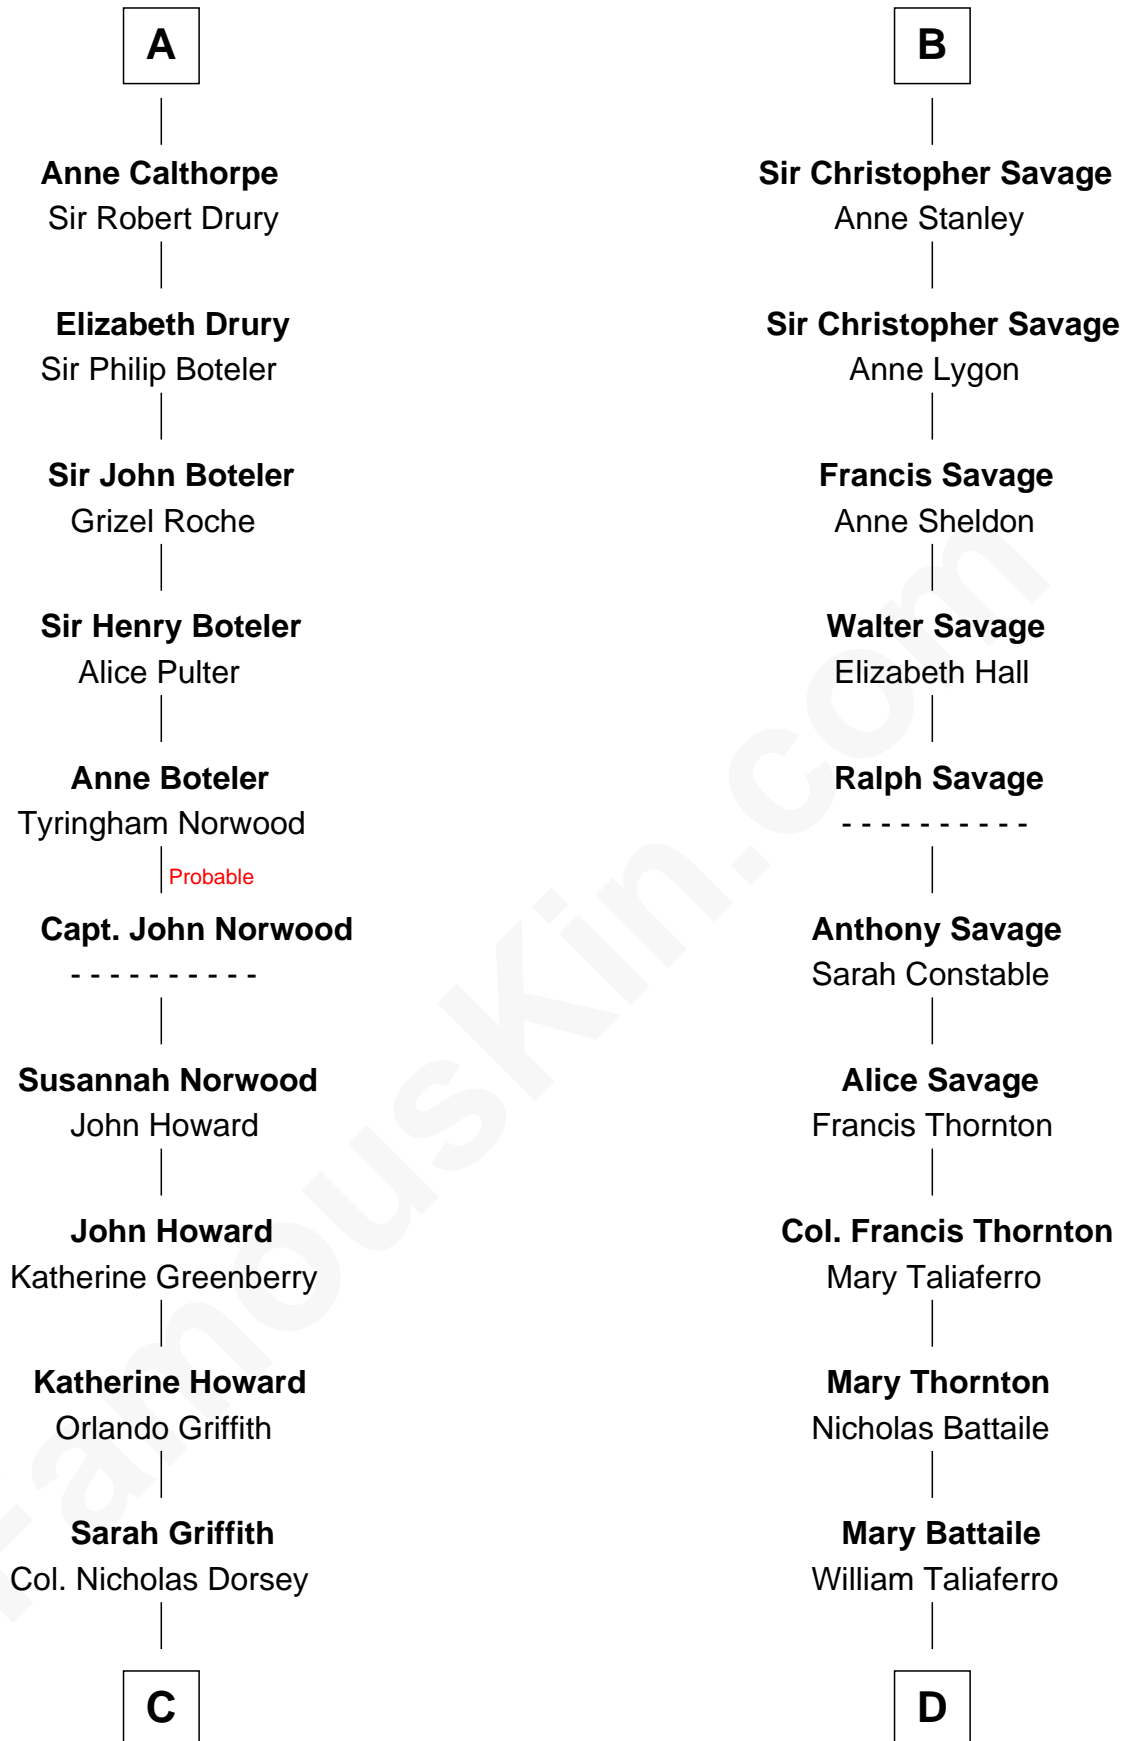 A
Anne Calthorpe
Sir Robert Drury
Elizabeth Drury
Sir Philip Boteler
Sir John Boteler
Grizel Roche
Sir Henry Boteler
Alice Pulter
Anne Boteler
Tyringham Norwood
Probable
Capt. John Norwood
- - - - - - - - - -
Susannah Norwood
John Howard
John Howard
Katherine Greenberry
Katherine Howard
Orlando Griffith
Sarah Griffith
Col. Nicholas Dorsey
C
B
Sir Christopher Savage
Anne Stanley
Sir Christopher Savage
Anne Lygon
Francis Savage
Anne Sheldon
Walter Savage
Elizabeth Hall
Ralph Savage
- - - - - - - - - -
Anthony Savage
Sarah Constable
Alice Savage
Francis Thornton
Col. Francis Thornton
Mary Taliaferro
Mary Thornton
Nicholas Battaile
Mary Battaile
William Taliaferro
D
FamousKin.com